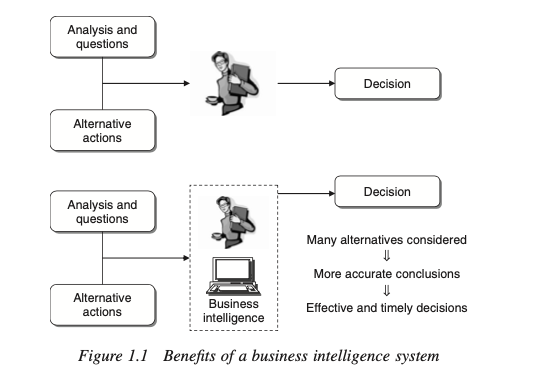 Analysis and
questions
Decision
Alternative
actions
Analysis and
questions
Decision
Alternative
actions
Business
intelligence
Many alternatives considered
⇓
More accurate conclusions
⇓
Effective and timely decisions
Figure 1.1 Benefits of a business intelligence system